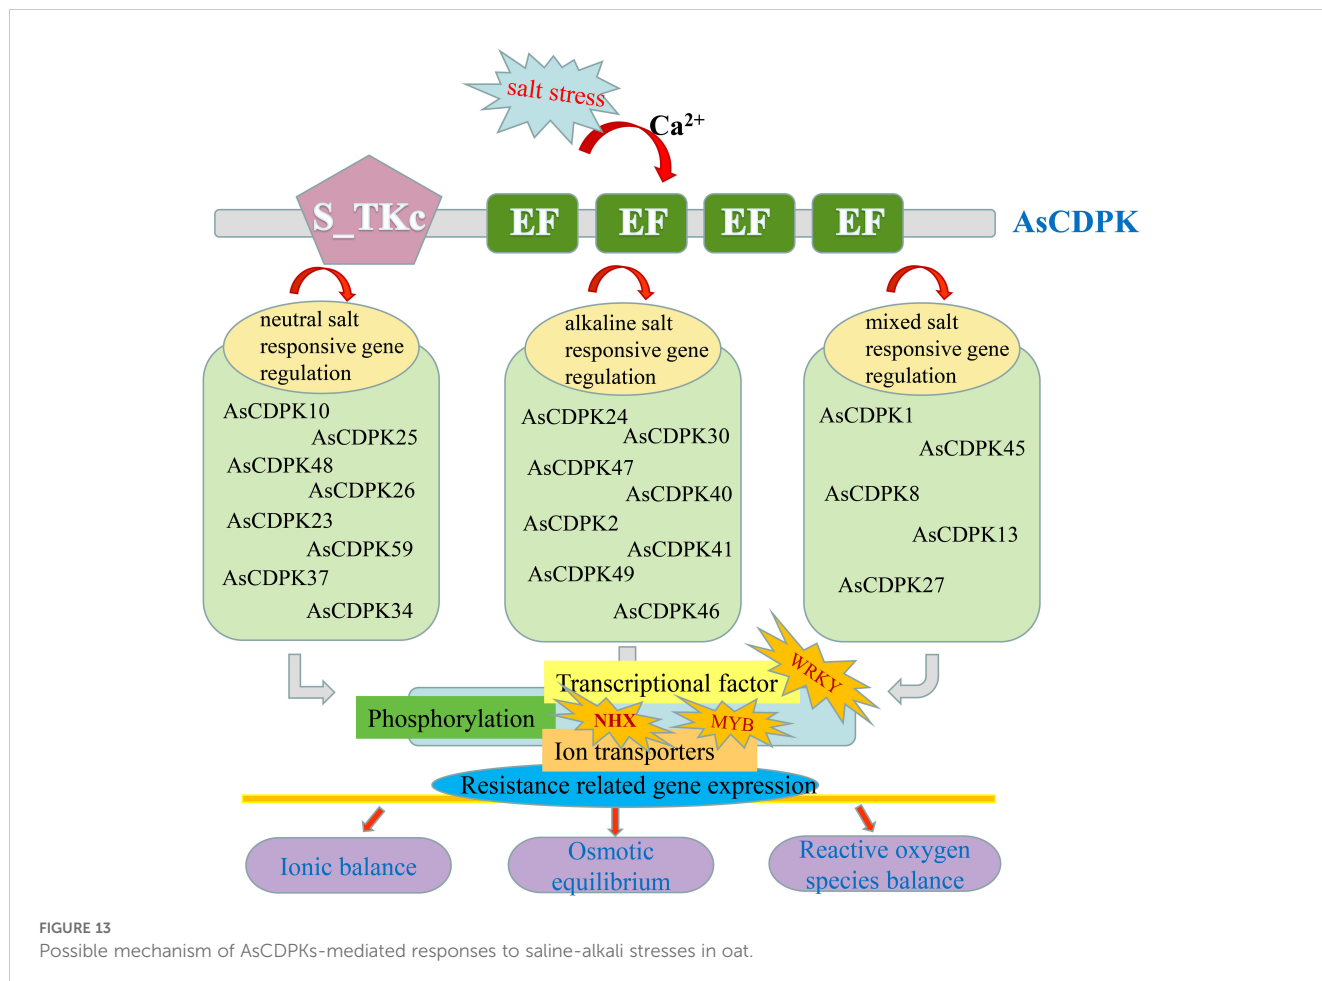 salt stress
Ca²⁺
S_TKc
EF
EF
EF
EF
AsCDPK
neutral salt
responsive gene
regulation
AsCDPK10
AsCDPK25
AsCDPK48
AsCDPK26
AsCDPK23
AsCDPK59
AsCDPK37
AsCDPK34
alkaline salt
responsive gene
regulation
AsCDPK24
AsCDPK30
AsCDPK47
AsCDPK40
AsCDPK2
AsCDPK41
AsCDPK49
AsCDPK46
mixed salt
responsive gene
regulation
AsCDPK1
AsCDPK45
AsCDPK8
AsCDPK13
AsCDPK27
WRKY
Transcriptional factor
Phosphorylation
NHX
MYB
Ion transporters
Resistance related gene expression
Ionic balance
Osmotic
equilibrium
Reactive oxygen
species balance
FIGURE 13
Possible mechanism of AsCDPKs-mediated responses to saline-alkali stresses in oat.